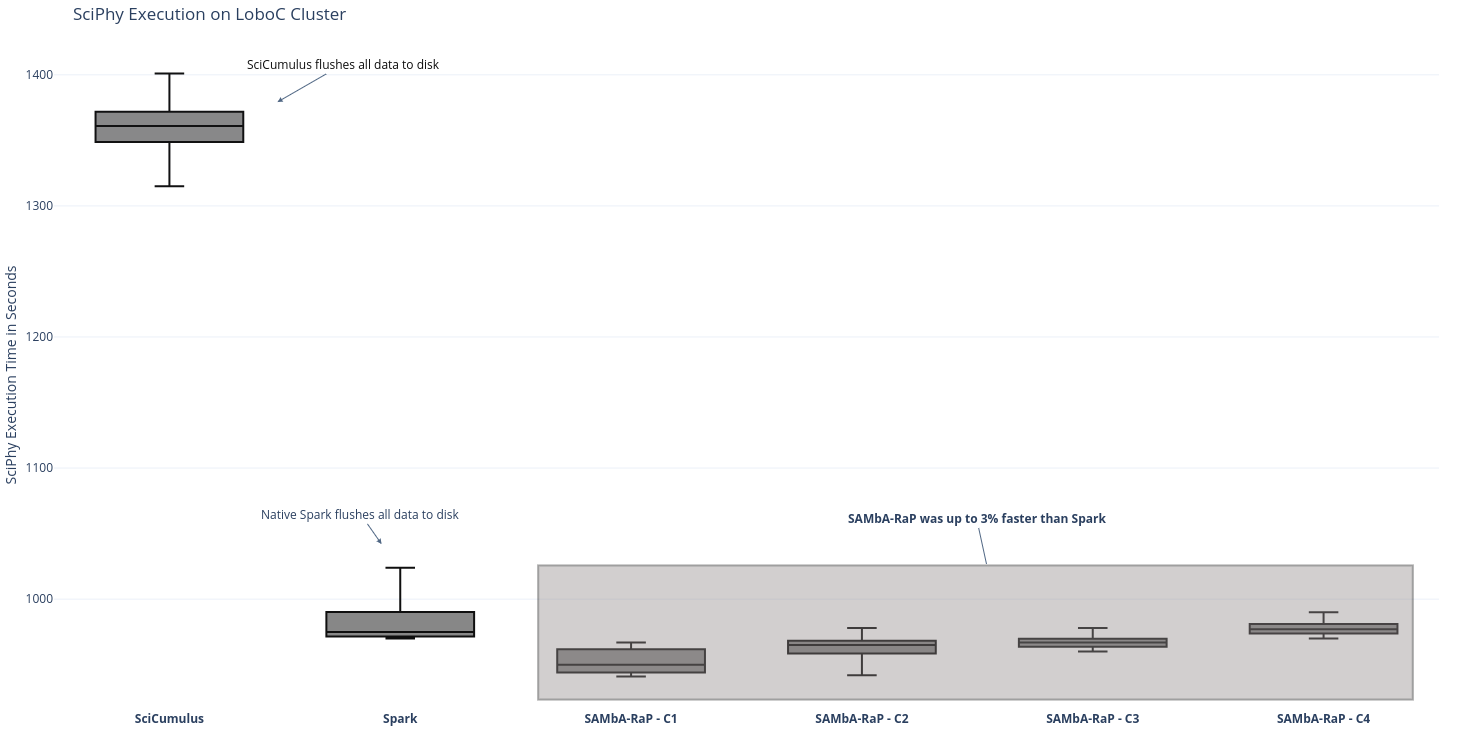 SciPhy Execution on LoboC Cluster
SciCumulus flushes all data to disk
1400
1300
1200
1100
1000
SciPhy Execution Time in Seconds
Native Spark flushes all data to disk
SAMbA-RaP was up to 3% faster than Spark
SciCumulus
Spark
SAMbA-RaP - C1
SAMbA-RaP - C2
SAMbA-RaP - C3
SAMbA-RaP - C4